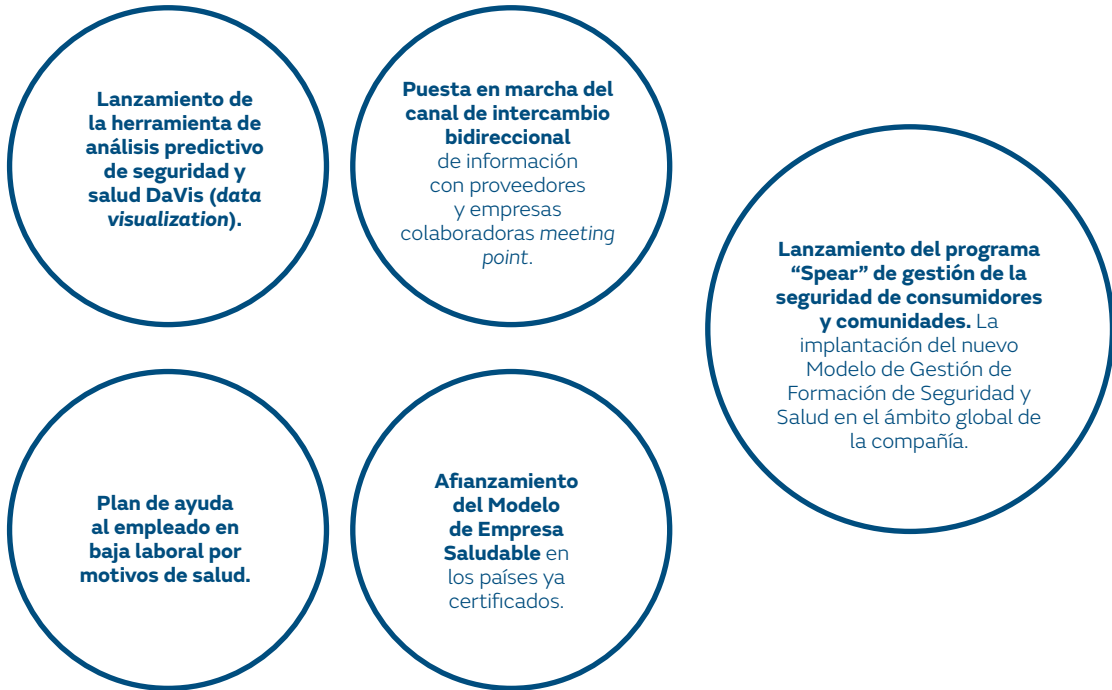 Lanzamiento de
la herramienta de
análisis predictivo
de seguridad y
salud DaVis (data
visualization).
Puesta en marcha del
canal de intercambio
bidireccional
de información
con proveedores
y empresas
colaboradoras meeting
point.
Lanzamiento del programa
“Spear” de gestión de la
seguridad de consumidores
y comunidades. La
implantación del nuevo
Modelo de Gestión de
Formación de Seguridad y
Salud en el ámbito global de
la compañía.
Plan de ayuda
al empleado en
baja laboral por
motivos de salud.
Afianzamiento
del Modelo
de Empresa
Saludable en
los países ya
certificados.